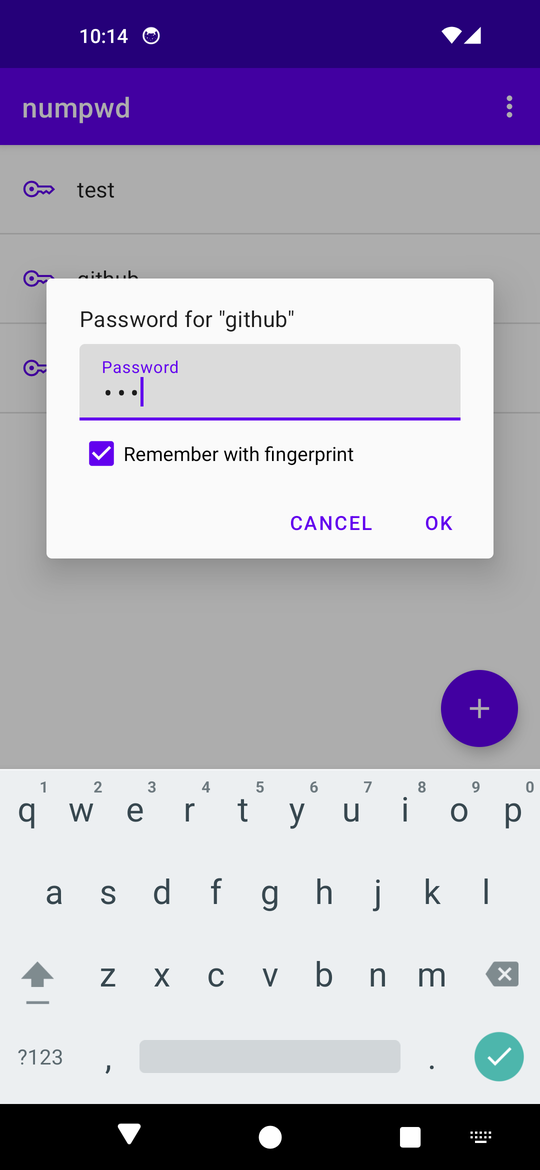 10:14
numpwd
test
github
Password for "github"
Password
•••
Remember with fingerprint
CANCEL OK
+
1 2 3 4 5 6 7 8 9 0
q w e r t y u i o p
a s d f g h j k l
z x c v b n m
?123 , .